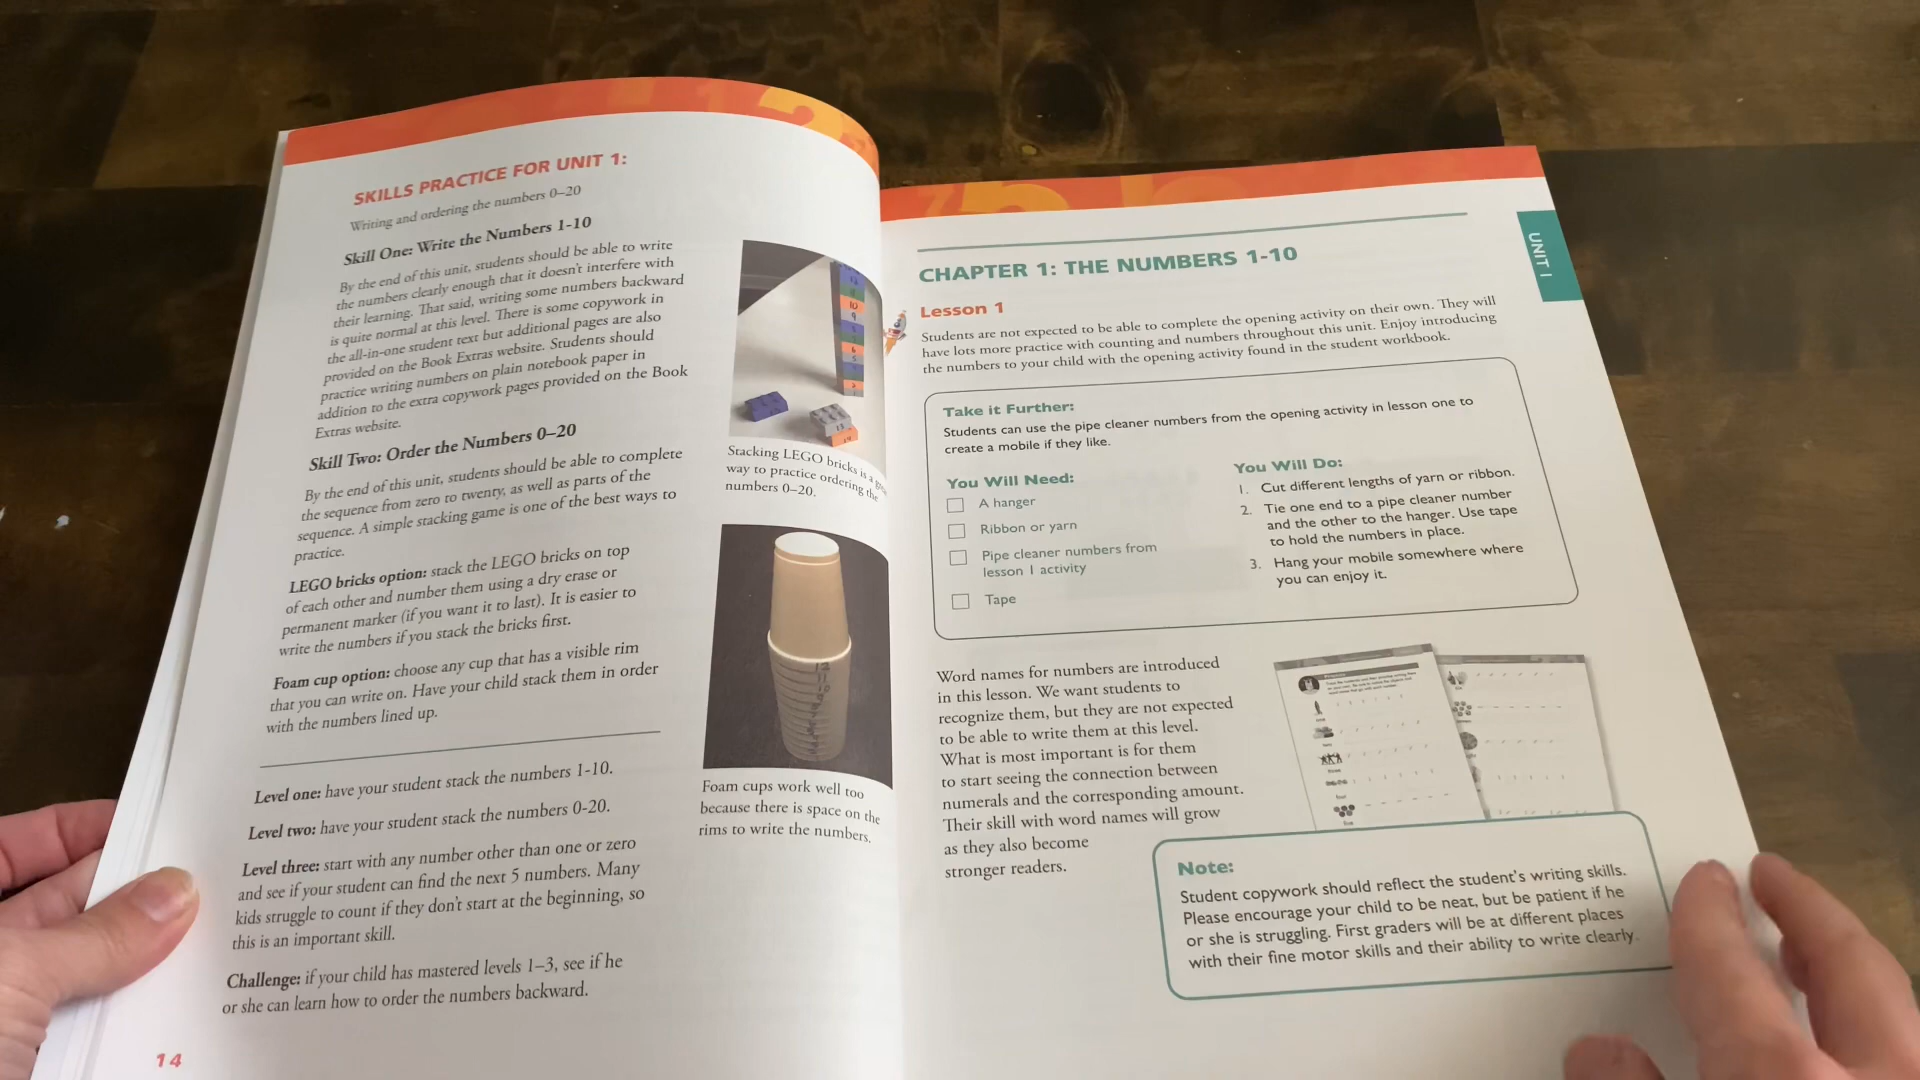 SKILLS PRACTICE FOR UNIT 1:
Writing and ordering the numbers 0–20
Skill One: Write the Numbers 1-10
By the end of this unit, students should be able to write
the numbers clearly enough that it doesn't interfere with
their learning. That said, writing some numbers backward
is quite normal at this level. There is some copywork in
the all-in-one student text but additional pages are also
provided on the Book Extras website. Students should
practice writing numbers on plain notebook paper in
addition to the extra copywork pages provided on the Book
Extras website.
Skill Two: Order the Numbers 0–20
By the end of this unit, students should be able to complete
the sequence from zero to twenty, as well as parts of the
sequence. A simple stacking game is one of the best ways to
practice.
LEGO bricks option: stack the LEGO bricks on top
of each other and number them using a dry erase or
permanent marker (if you want it to last). It is easier to
write the numbers if you stack the bricks first.
Foam cup option: choose any cup that has a visible rim
that you can write on. Have your child stack them in order
with the numbers lined up.
Level one: have your student stack the numbers 1-10.
Level two: have your student stack the numbers 0-20.
Level three: start with any number other than one or zero
and see if your student can find the next 5 numbers. Many
kids struggle to count if they don't start at the beginning, so
this is an important skill.
Challenge: if your child has mastered levels 1–3, see if he
or she can learn how to order the numbers backward.
14
Stacking LEGO bricks is a
way to practice ordering the
numbers 0–20.
Foam cups work well too
because there is space on the
rims to write the numbers.
UNIT 1
CHAPTER 1: THE NUMBERS 1-10
Lesson 1
Students are not expected to be able to complete the opening activity on their own. They will
have lots more practice with counting and numbers throughout this unit. Enjoy introducing
the numbers to your child with the opening activity found in the student workbook.
Take it Further:
Students can use the pipe cleaner numbers from the opening activity in lesson one to
create a mobile if they like.
You Will Need:
A hanger
Ribbon or yarn
Pipe cleaner numbers from
lesson 1 activity
Tape
You Will Do:
1. Cut different lengths of yarn or ribbon.
2. Tie one end to a pipe cleaner number
and the other to the hanger. Use tape
to hold the numbers in place.
3. Hang your mobile somewhere where
you can enjoy it.
Word names for numbers are introduced
in this lesson. We want students to
recognize them, but they are not expected
to be able to write them at this level.
What is most important is for them
to start seeing the connection between
numerals and the corresponding amount.
Their skill with word names will grow
as they also become
stronger readers.
Note:
Student copywork should reflect the student's writing skills.
Please encourage your child to be neat, but be patient if he
or she is struggling. First graders will be at different places
with their fine motor skills and their ability to write clearly.